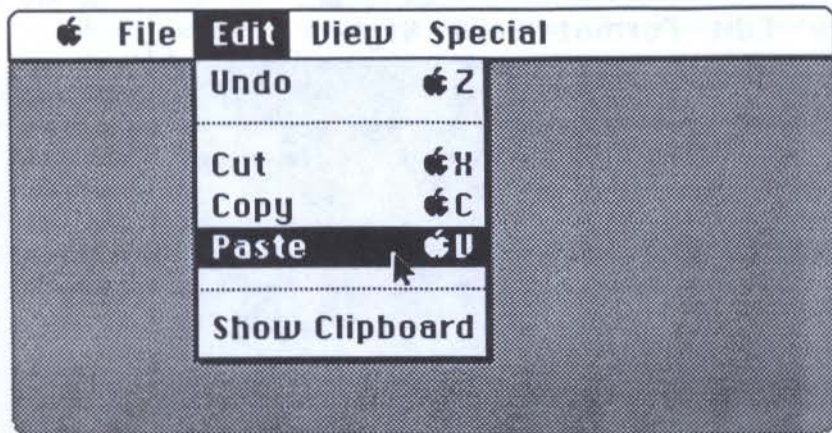 File Edit View Special
Undo Z
Cut X
Copy C
Paste V
Show Clipboard